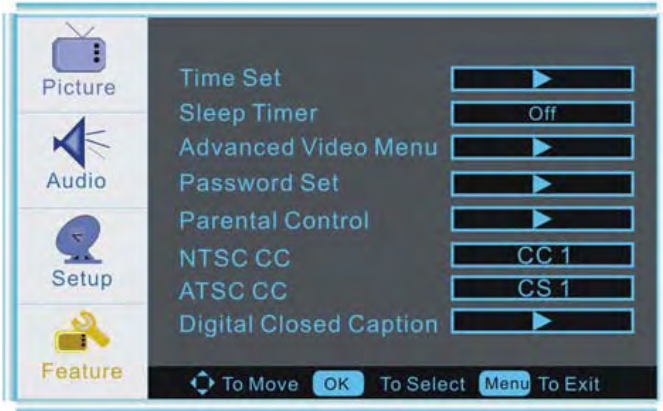 Picture
Audio
Setup
Feature
Time Set
Sleep Timer Off
Advanced Video Menu
Password Set
Parental Control
NTSC CC CC 1
ATSC CC CS 1
Digital Closed Caption
To Move OK To Select Menu To Exit